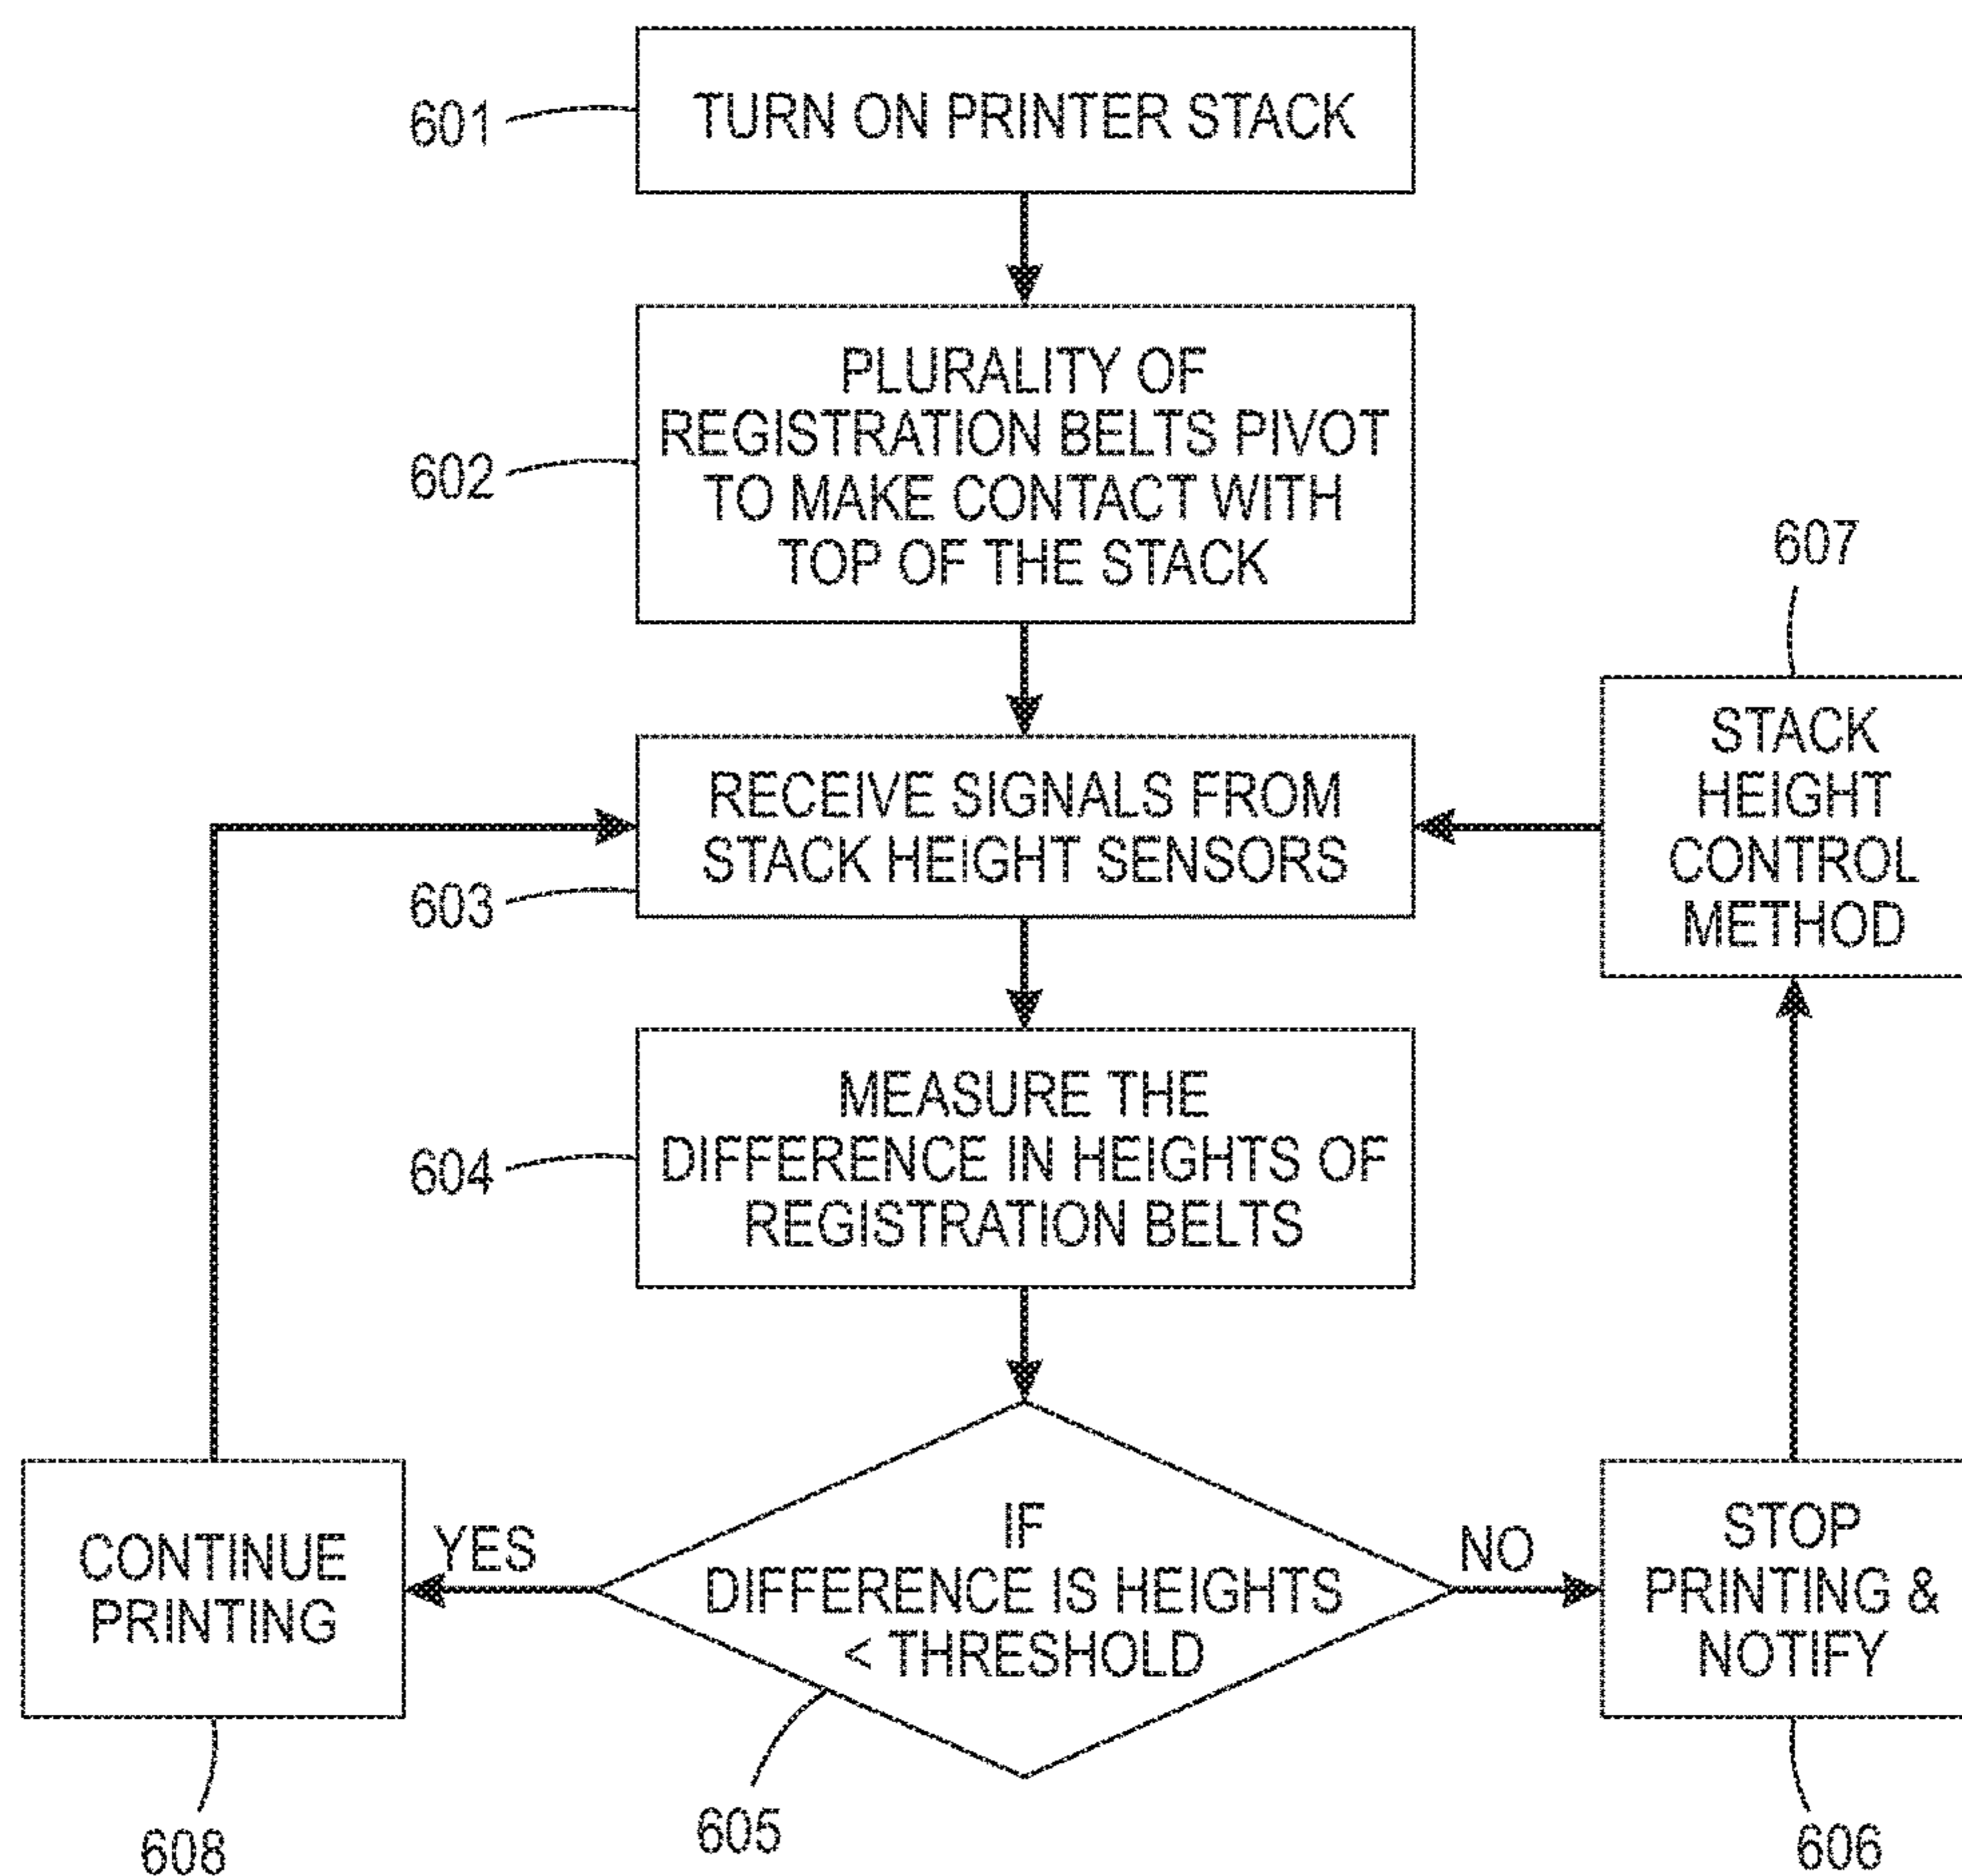 601
TURN ON PRINTER STACK
602
PLURALITY OF
REGISTRATION BELTS PIVOT
TO MAKE CONTACT WITH
TOP OF THE STACK
603
RECEIVE SIGNALS FROM
STACK HEIGHT SENSORS
607
STACK
HEIGHT
CONTROL
METHOD
604
MEASURE THE
DIFFERENCE IN HEIGHTS OF
REGISTRATION BELTS
605
IF
DIFFERENCE IS HEIGHTS
< THRESHOLD
YES
CONTINUE
PRINTING
608
NO
STOP
PRINTING &
NOTIFY
606